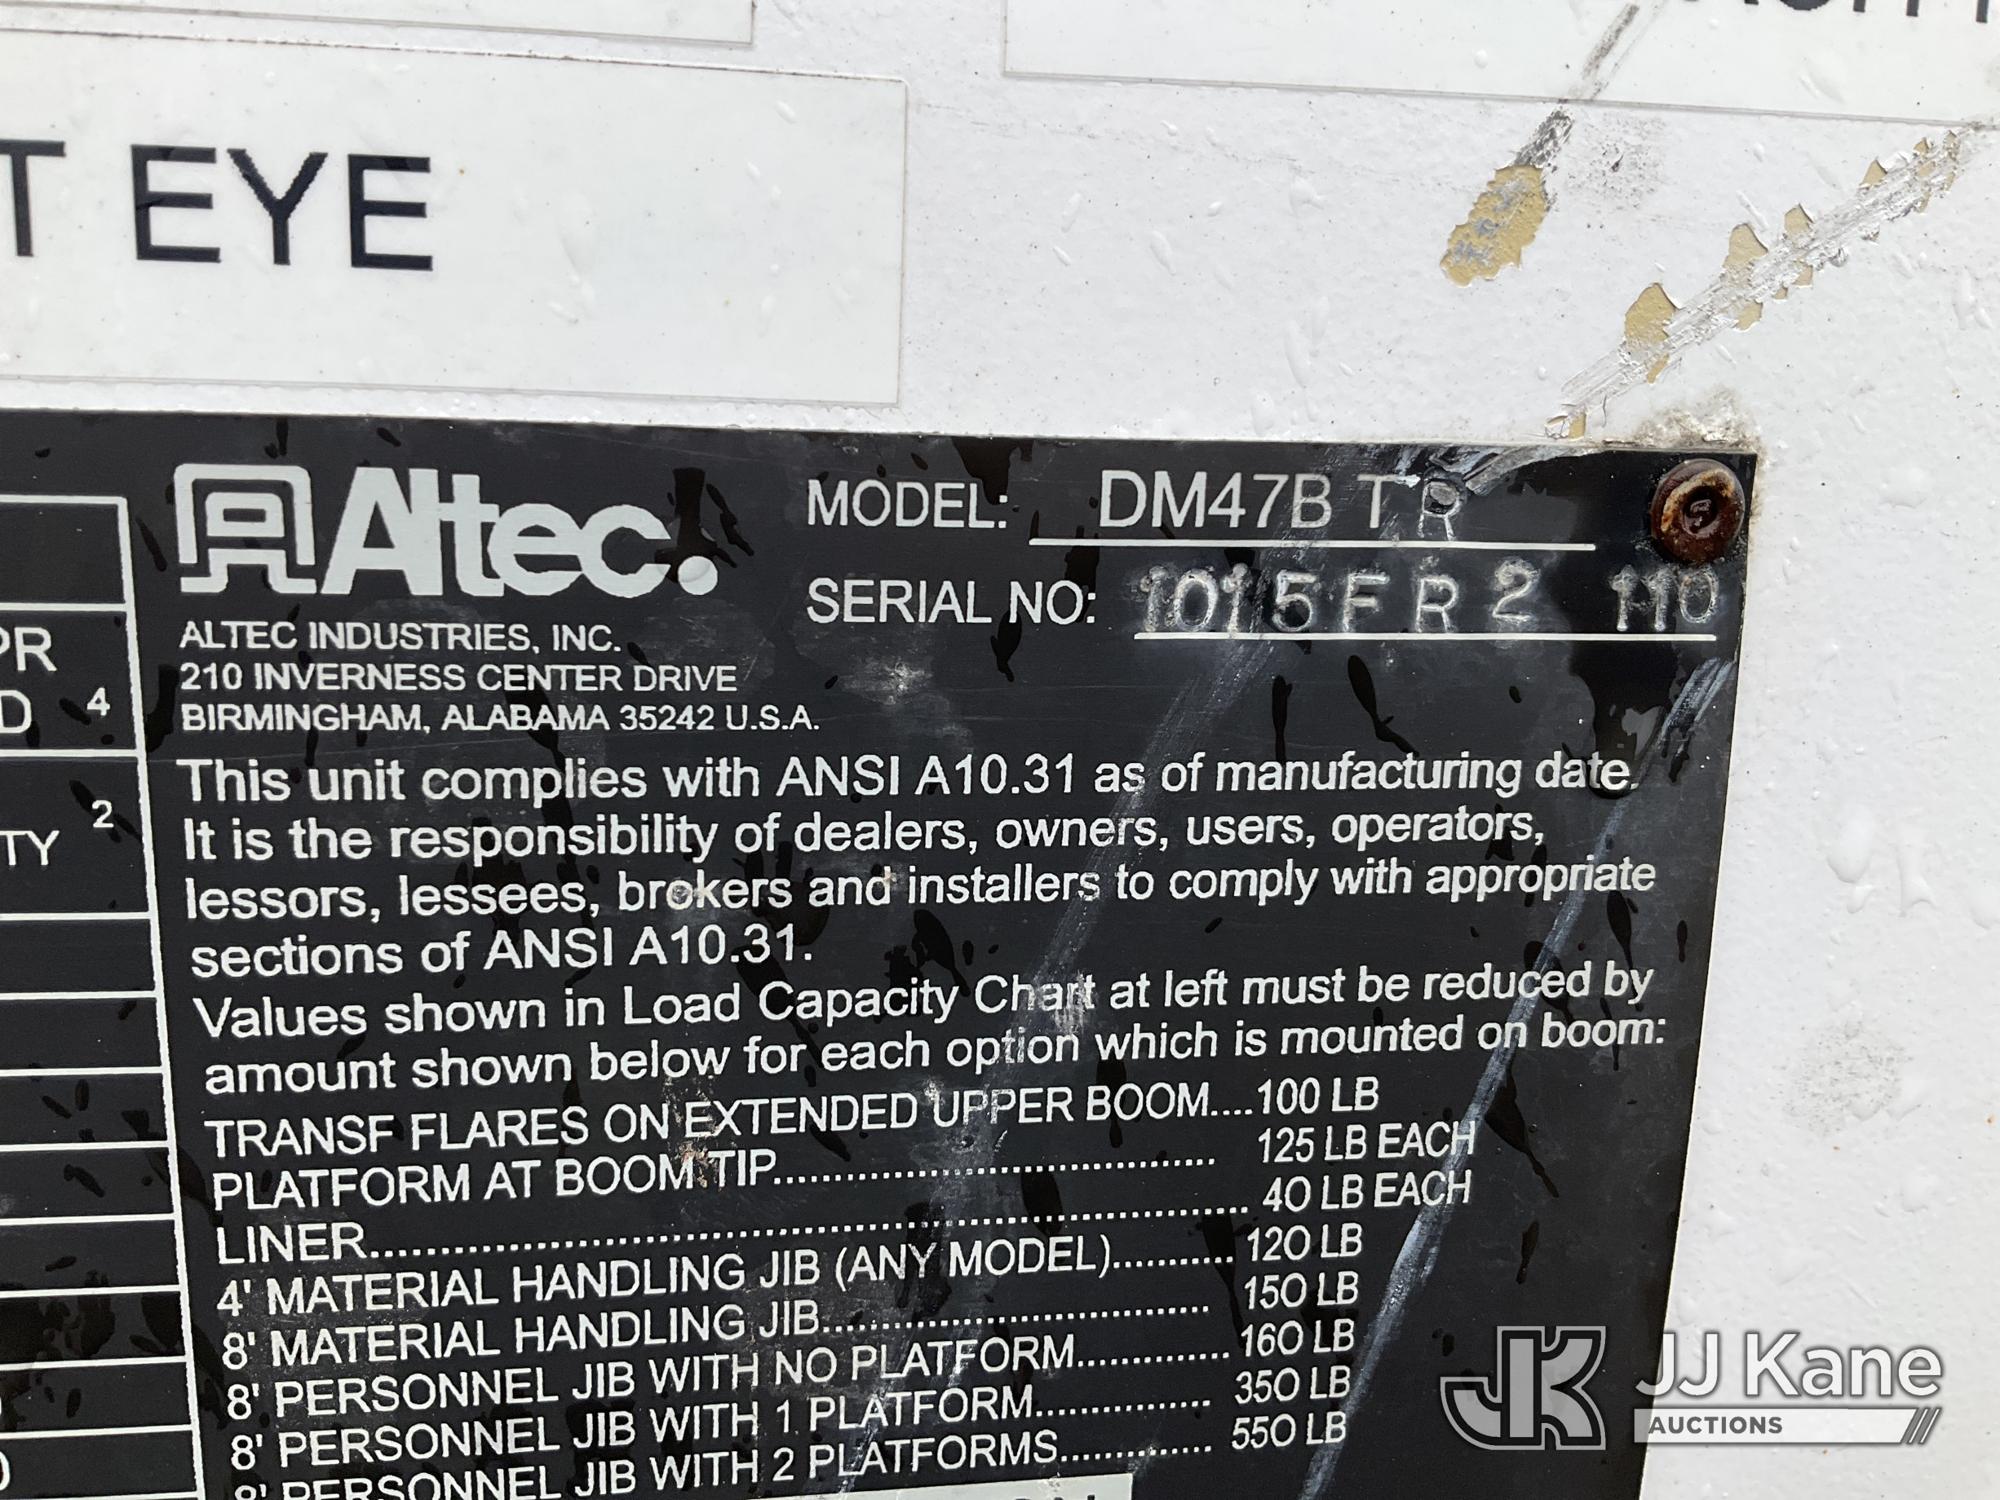 T EYE
Altec.
MODEL: DM47B TR
SERIAL NO: 1015FR2 110
ALTEC INDUSTRIES, INC.
210 INVERNESS CENTER DRIVE
BIRMINGHAM, ALABAMA 35242 U.S.A.
PR
D 4
TY 2
This unit complies with ANSI A10.31 as of manufacturing date.
It is the responsibility of dealers, owners, users, operators,
lessors, lessees, brokers and installers to comply with appropriate
sections of ANSI A10.31.
Values shown in Load Capacity Chart at left must be reduced by
amount shown below for each option which is mounted on boom:
TRANSF FLARES ON EXTENDED UPPER BOOM....100 LB
PLATFORM AT BOOM TIP.................................... 125 LB EACH
LINER.................................................................. 40 LB EACH
4' MATERIAL HANDLING JIB (ANY MODEL)........... 120 LB
8' MATERIAL HANDLING JIB.................................... 150 LB
8' PERSONNEL JIB WITH NO PLATFORM.............. 160 LB
8' PERSONNEL JIB WITH 1 PLATFORM................ 350 LB
8' PERSONNEL JIB WITH 2 PLATFORMS.............. 550 LB
JK JJ Kane
AUCTIONS